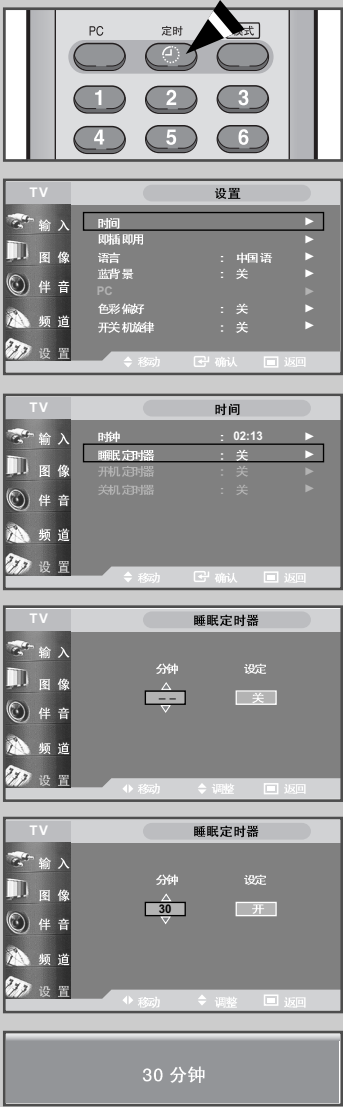 PC 定时 模式
1 2 3
4 5 6
TV 设置
输入
图像
伴音
频道
设置
时间 ►
即插即用 ►
语言 : 中国语 ►
蓝背景 : 关 ►
PC ►
色彩偏好 : 关 ►
开关机旋律 : 关 ►
移动 确认 返回
TV 时间
输入
图像
伴音
频道
设置
时钟 : 02:13 ►
睡眠定时器 : 关 ►
开机定时器 : 关 ►
关机定时器 : 关 ►
移动 确认 返回
TV 睡眠定时器
输入
图像
伴音
频道
设置
分钟 设定
– – 关
移动 调整 返回
TV 睡眠定时器
输入
图像
伴音
频道
设置
分钟 设定
30 开
移动 调整 返回
30 分钟